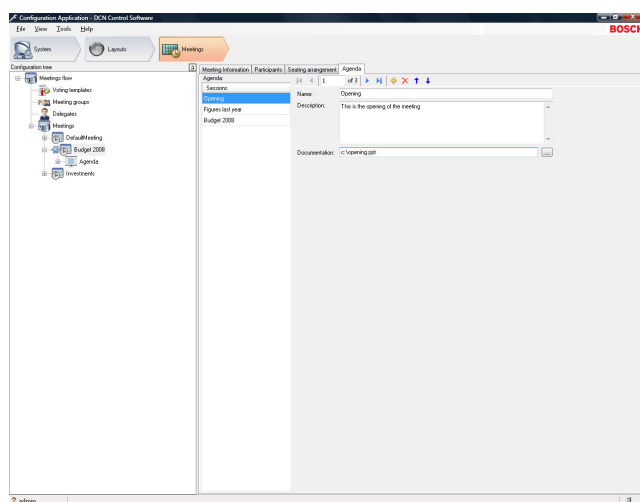 Configuration Application - DCN Control Software
File View Tools Help
BOSCH
System Layouts Meetings
Configuration tree
Meetings flow
Voting templates
Meeting groups
Delegates
Meetings
DefaultMeeting
Budget 2008
Agenda
Investments
Meeting Information Participants Seating arrangement Agenda
Agenda
Sessions
Opening
Figures last year
Budget 2008
1 of 3
Name: Opening
Description: This is the opening of the meeting
Documentation: c:\opening.ppt
...
admin